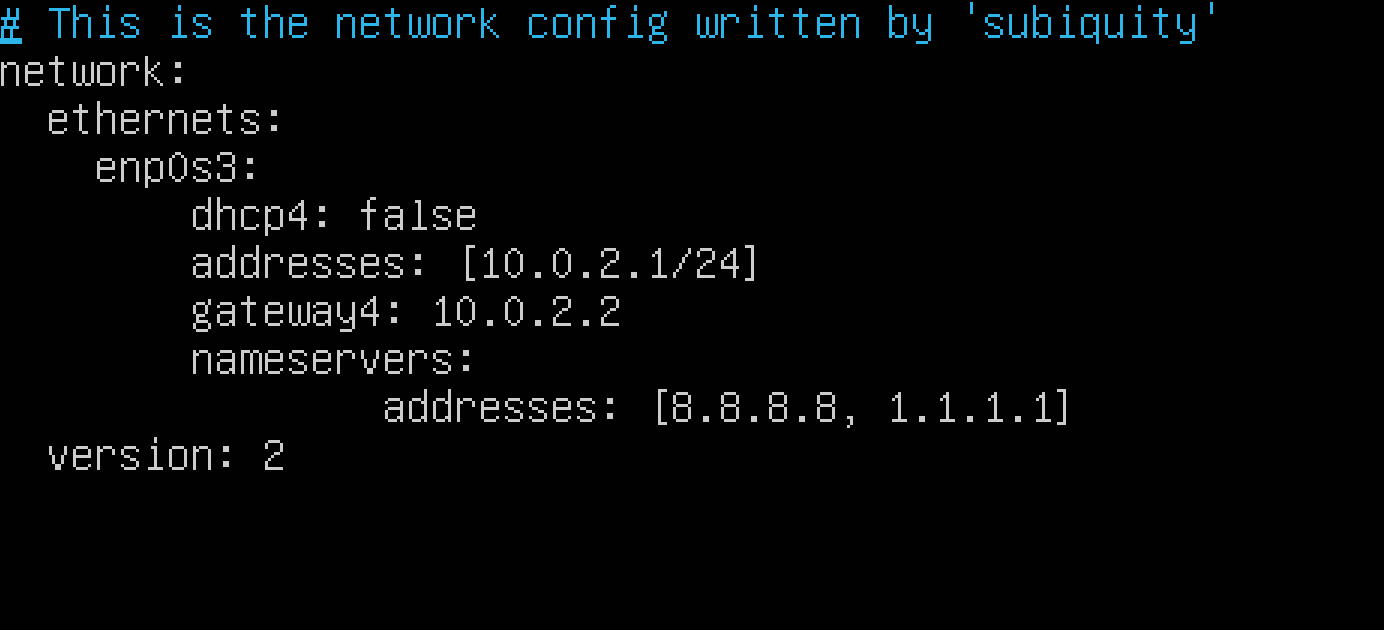 # This is the network config written by 'subiquity'
network:
  ethernets:
    enp0s3:
        dhcp4: false
        addresses: [10.0.2.1/24]
        gateway4: 10.0.2.2
        nameservers:
                addresses: [8.8.8.8, 1.1.1.1]
  version: 2